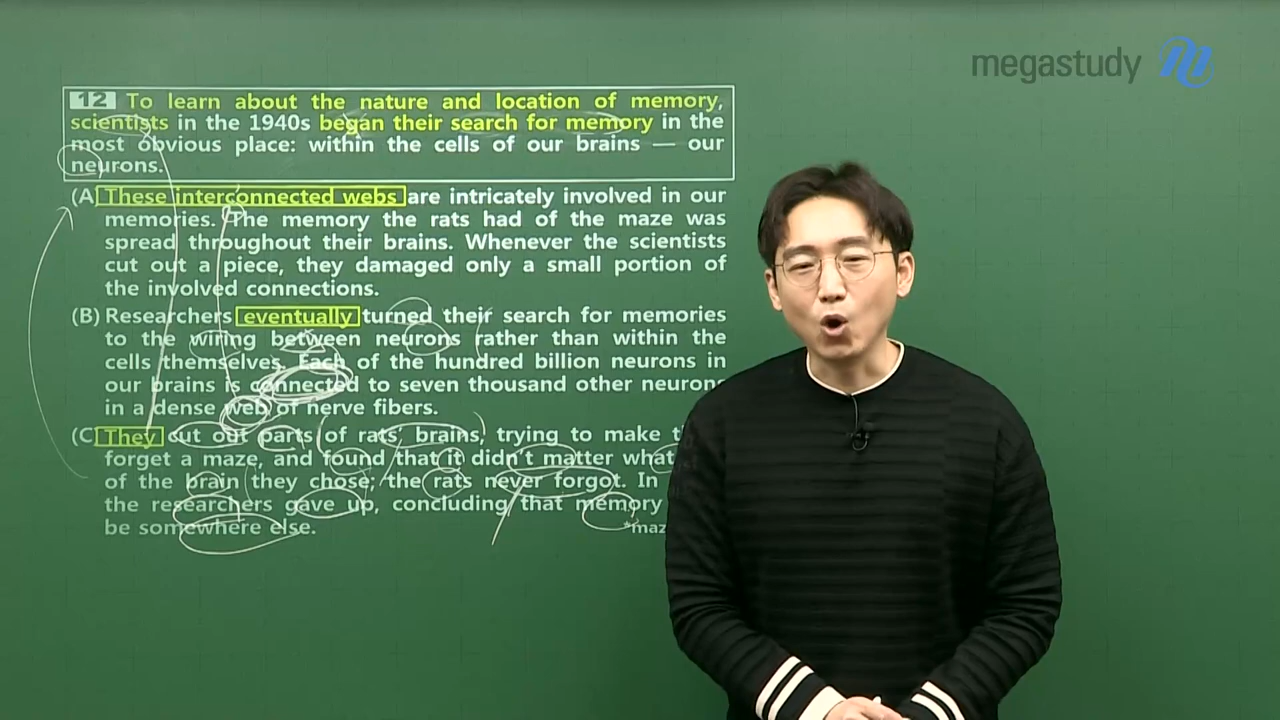 megastudy
12 To learn about the nature and location of memory,
scientists in the 1940s began their search for memory in the
most obvious place: within the cells of our brains — our
neurons.
(A) These interconnected webs are intricately involved in our
memories. The memory the rats had of the maze was
spread throughout their brains. Whenever the scientists
cut out a piece, they damaged only a small portion of
the involved connections.
(B) Researchers eventually turned their search for memories
to the wiring between neurons rather than within the
cells themselves. Each of the hundred billion neurons in
our brains is connected to seven thousand other neurons
in a dense web of nerve fibers.
(C) They cut out parts of rats' brains, trying to make
forget a maze, and found that it didn't matter what
of the brain they chose; the rats never forgot. In
the researchers gave up, concluding that memory
be somewhere else.